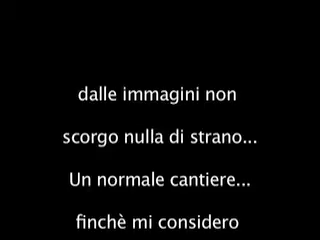 dalle immagini non
scorgo nulla di strano...
Un normale cantiere...
finchè mi considero